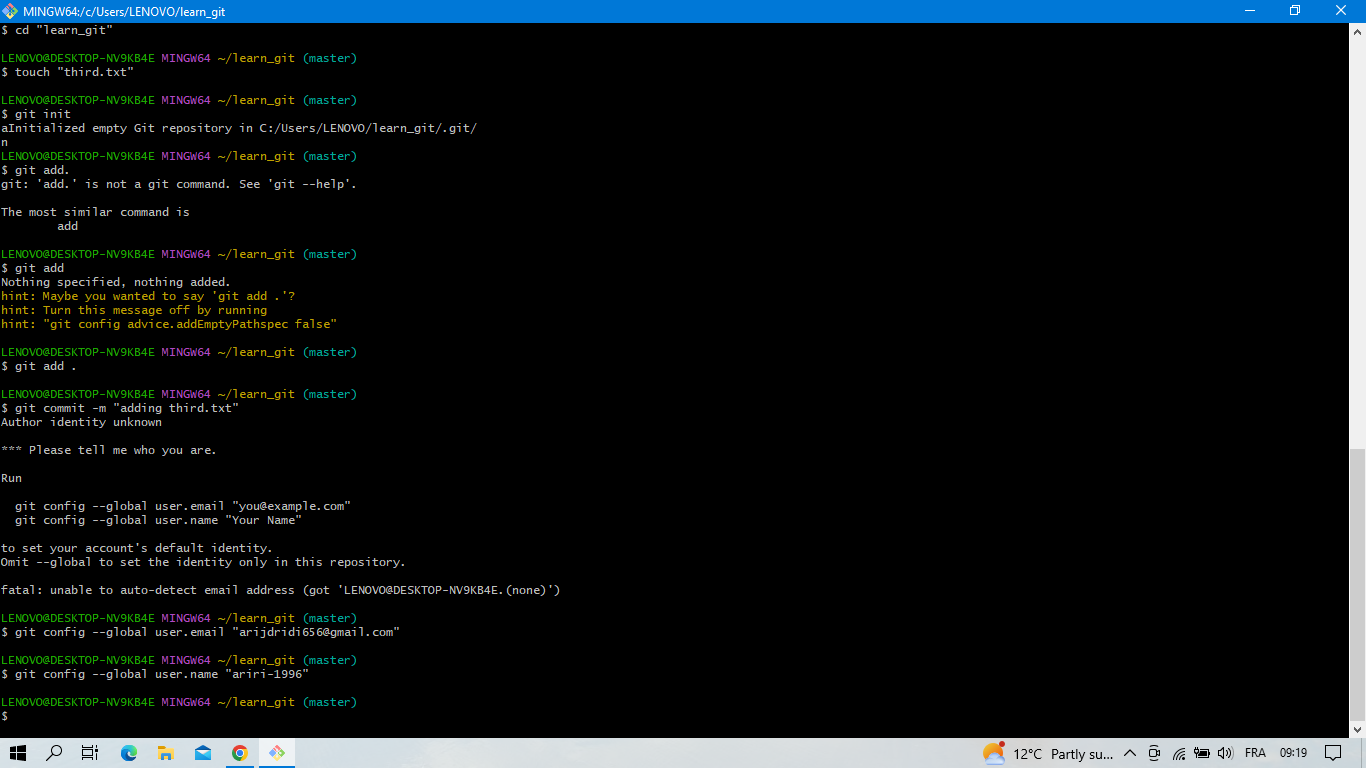 MINGW64:/c/Users/LENOVO/learn_git
$ cd "learn_git"
LENOVO@DESKTOP-NV9KB4E MINGW64 ~/learn_git (master)
$ touch "third.txt"
LENOVO@DESKTOP-NV9KB4E MINGW64 ~/learn_git (master)
$ git init
aInitialized empty Git repository in C:/Users/LENOVO/learn_git/.git/
n
LENOVO@DESKTOP-NV9KB4E MINGW64 ~/learn_git (master)
$ git add.
git: 'add.' is not a git command. See 'git --help'.
The most similar command is
add
LENOVO@DESKTOP-NV9KB4E MINGW64 ~/learn_git (master)
$ git add
Nothing specified, nothing added.
hint: Maybe you wanted to say 'git add .'?
hint: Turn this message off by running
hint: "git config advice.addEmptyPathspec false"
LENOVO@DESKTOP-NV9KB4E MINGW64 ~/learn_git (master)
$ git add .
LENOVO@DESKTOP-NV9KB4E MINGW64 ~/learn_git (master)
$ git commit -m "adding third.txt"
Author identity unknown
*** Please tell me who you are.
Run
git config --global user.email "you@example.com"
git config --global user.name "Your Name"
to set your account's default identity.
Omit --global to set the identity only in this repository.
fatal: unable to auto-detect email address (got 'LENOVO@DESKTOP-NV9KB4E.(none)')
LENOVO@DESKTOP-NV9KB4E MINGW64 ~/learn_git (master)
$ git config --global user.email "arijdridi656@gmail.com"
LENOVO@DESKTOP-NV9KB4E MINGW64 ~/learn_git (master)
$ git config --global user.name "ariri-1996"
LENOVO@DESKTOP-NV9KB4E MINGW64 ~/learn_git (master)
$
12°C Partly su... FRA 09:19